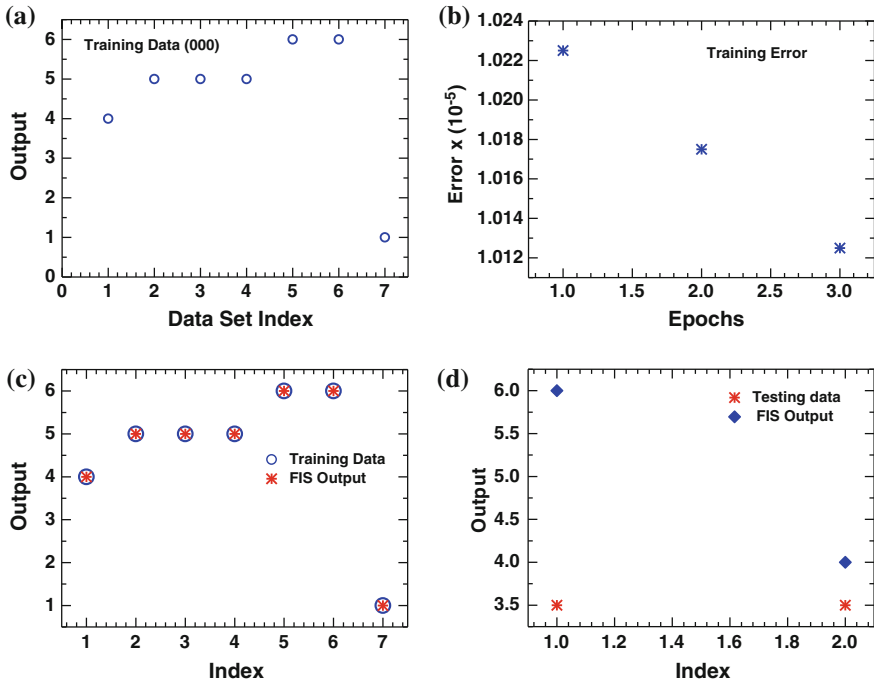 (a)
Training Data (000)
6
5
4
3
2
1
0
Output
0 1 2 3 4 5 6 7
Data Set Index
(b)
Training Error
1.024
1.022
1.020
1.018
1.016
1.014
1.012
Error x (10⁻⁵)
1.0 1.5 2.0 2.5 3.0
Epochs
(c)
6
5
4
3
2
1
Output
Training Data
FIS Output
1 2 3 4 5 6 7
Index
(d)
Testing data
FIS Output
6.0
5.5
5.0
4.5
4.0
3.5
Output
1.0 1.2 1.4 1.6 1.8 2.0
Index